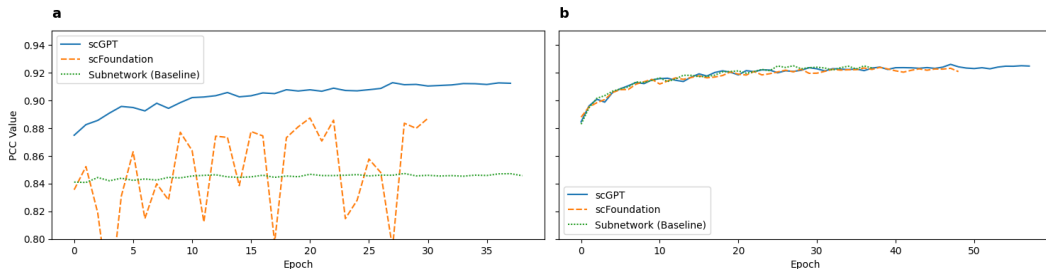 a
scGPT
scFoundation
Subnetwork (Baseline)
PCC Value
0.94
0.92
0.90
0.88
0.86
0.84
0.82
0.80
0 5 10 15 20 25 30 35
Epoch
b
scGPT
scFoundation
Subnetwork (Baseline)
0 10 20 30 40 50
Epoch